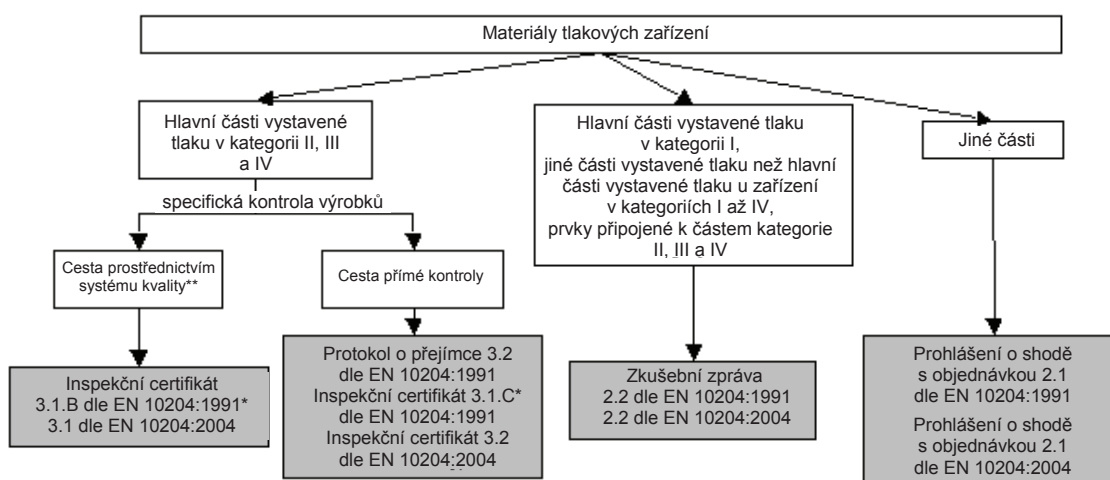 Materiály tlakových zařízení
Hlavní části vystavené
tlaku v kategorii II, III
a IV
Hlavní části vystavené tlaku
v kategorii I,
jiné části vystavené tlaku než hlavní
části vystavené tlaku u zařízení
v kategoriích I až IV,
prvky připojené k částem kategorie
II, III a IV
Jiné části
specifická kontrola výrobků
Cesta prostřednictvím
systému kvality**
Cesta přímé kontroly
Inspekční certifikát
3.1.B dle EN 10204:1991*
3.1 dle EN 10204:2004
Protokol o přejímce 3.2
dle EN 10204:1991
Inspekční certifikát 3.1.C*
dle EN 10204:1991
Inspekční certifikát 3.2
dle EN 10204:2004
Zkušební zpráva
2.2 dle EN 10204:1991
2.2 dle EN 10204:2004
Prohlášení o shodě
s objednávkou 2.1
dle EN 10204:1991
Prohlášení o shodě
s objednávkou 2.1
dle EN 10204:2004